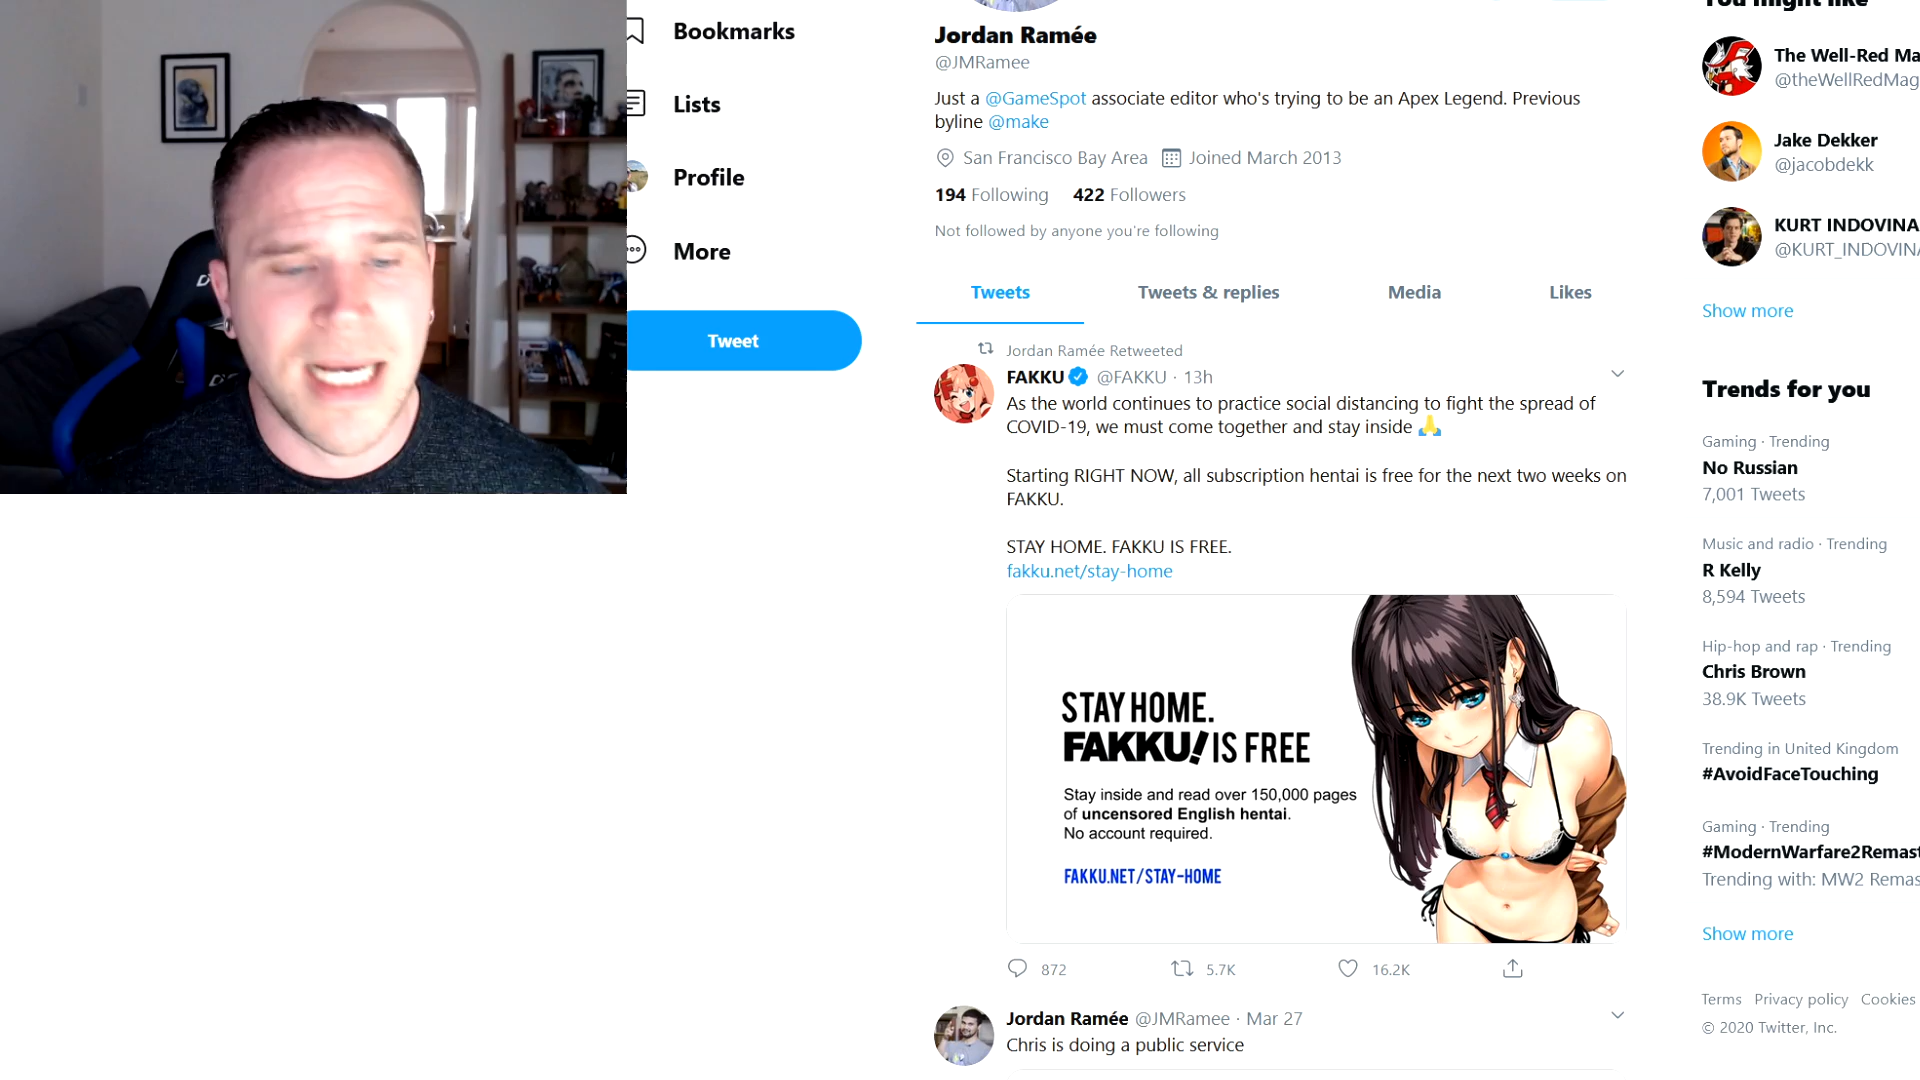 Bookmarks
Lists
Profile
More
Tweet
Jordan Ramée
@JMRamee
Just a @GameSpot associate editor who's trying to be an Apex Legend. Previous
byline @make
San Francisco Bay Area Joined March 2013
194 Following 422 Followers
Not followed by anyone you're following
Tweets Tweets & replies Media Likes
Jordan Ramée Retweeted
FAKKU @FAKKU · 13h
As the world continues to practice social distancing to fight the spread of
COVID-19, we must come together and stay inside 🙏
Starting RIGHT NOW, all subscription hentai is free for the next two weeks on
FAKKU.
STAY HOME. FAKKU IS FREE.
fakku.net/stay-home
STAY HOME.
FAKKU! IS FREE
Stay inside and read over 150,000 pages
of uncensored English hentai.
No account required.
FAKKU.NET/STAY-HOME
872 5.7K 16.2K
Jordan Ramée @JMRamee · Mar 27
Chris is doing a public service
You might like
The Well-Red Ma
@theWellRedMag
Jake Dekker
@jacobdekk
KURT INDOVINA
@KURT_INDOVINA
Show more
Trends for you
Gaming · Trending
No Russian
7,001 Tweets
Music and radio · Trending
R Kelly
8,594 Tweets
Hip-hop and rap · Trending
Chris Brown
38.9K Tweets
Trending in United Kingdom
#AvoidFaceTouching
Gaming · Trending
#ModernWarfare2Remast
Trending with: MW2 Remas
Show more
Terms Privacy policy Cookies
© 2020 Twitter, Inc.